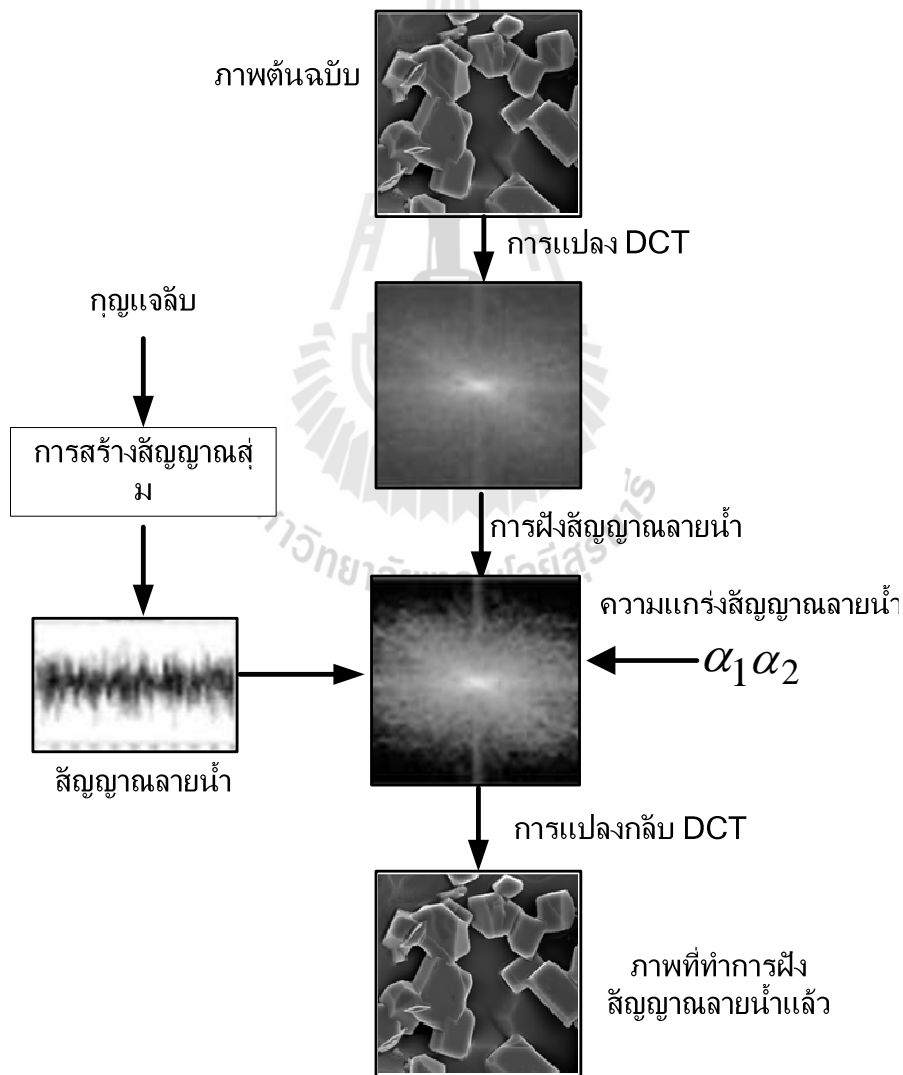 ภาพต้นฉบับ
การแปลง DCT
กุญแจลับ
การสร้างสัญญาณสุ่
ม
การฝังสัญญาณลายน้ำ
ความแกร่งสัญญาณลายน้ำ
α₁α₂
สัญญาณลายน้ำ
การแปลงกลับ DCT
ภาพที่ทำการฝัง
สัญญาณลายน้ำแล้ว